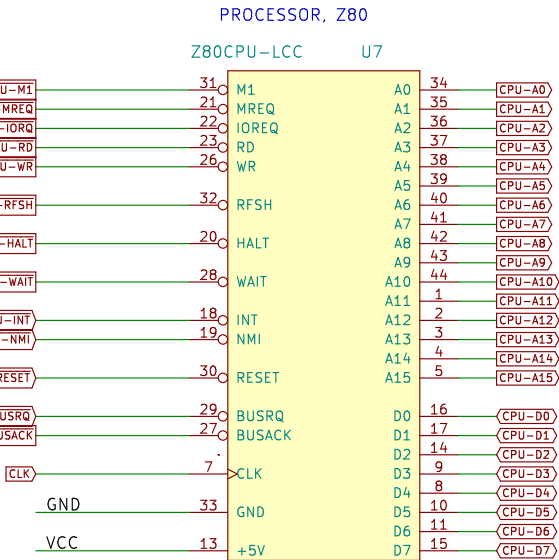 PROCESSOR, Z80
Z80CPU-LCC U7
U-M1 31 M1 A0 34 CPU-A0
MREQ 21 MREQ A1 35 CPU-A1
-IORQ 22 IOREQ A2 36 CPU-A2
U-RD 23 RD A3 37 CPU-A3
U-WR 26 WR A4 38 CPU-A4
A5 39 CPU-A5
-RFSH 32 RFSH A6 40 CPU-A6
A7 41 CPU-A7
-HALT 20 HALT A8 42 CPU-A8
A9 43 CPU-A9
-WAIT 28 WAIT A10 44 CPU-A10
A11 1 CPU-A11
U-INT 18 INT A12 2 CPU-A12
-NMI 19 NMI A13 3 CPU-A13
A14 4 CPU-A14
RESET 30 RESET A15 5 CPU-A15
USRQ 29 BUSRQ D0 16 CPU-D0
USACK 27 BUSACK D1 17 CPU-D1
D2 14 CPU-D2
CLK 7 CLK D3 9 CPU-D3
D4 8 CPU-D4
GND 33 GND D5 10 CPU-D5
D6 11 CPU-D6
VCC 13 +5V D7 15 CPU-D7